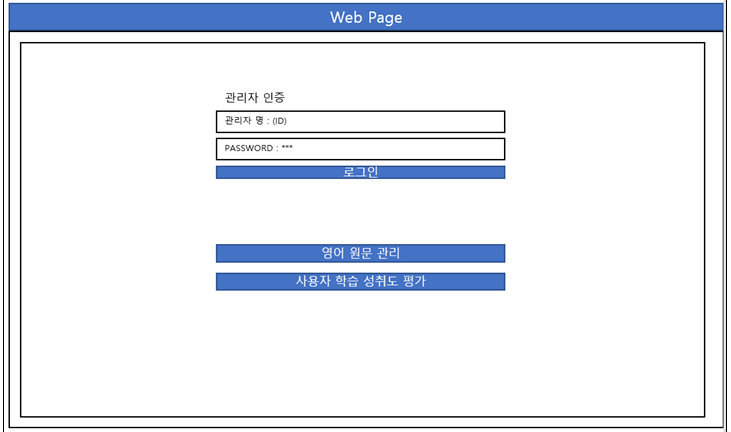 Web Page
관리자 인증
관리자 명 : (ID)
PASSWORD : ***
로그인
영어 원문 관리
사용자 학습 성취도 평가